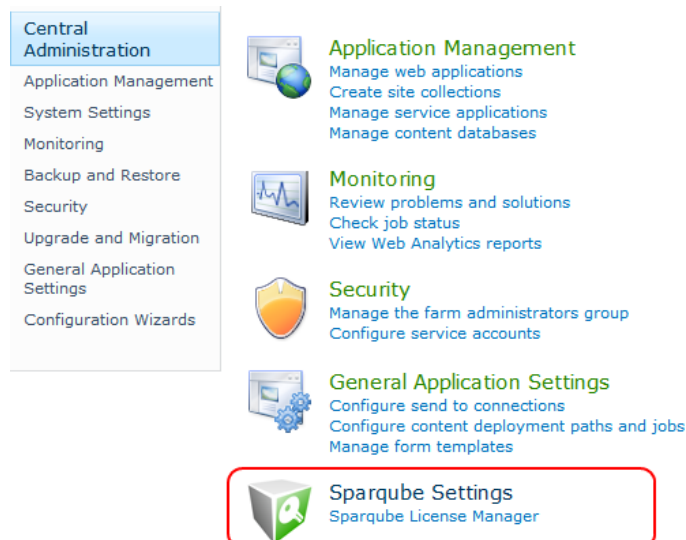 Central
Administration
Application Management
System Settings
Monitoring
Backup and Restore
Security
Upgrade and Migration
General Application
Settings
Configuration Wizards
Application Management
Manage web applications
Create site collections
Manage service applications
Manage content databases
Monitoring
Review problems and solutions
Check job status
View Web Analytics reports
Security
Manage the farm administrators group
Configure service accounts
General Application Settings
Configure send to connections
Configure content deployment paths and jobs
Manage form templates
Sparqube Settings
Sparqube License Manager